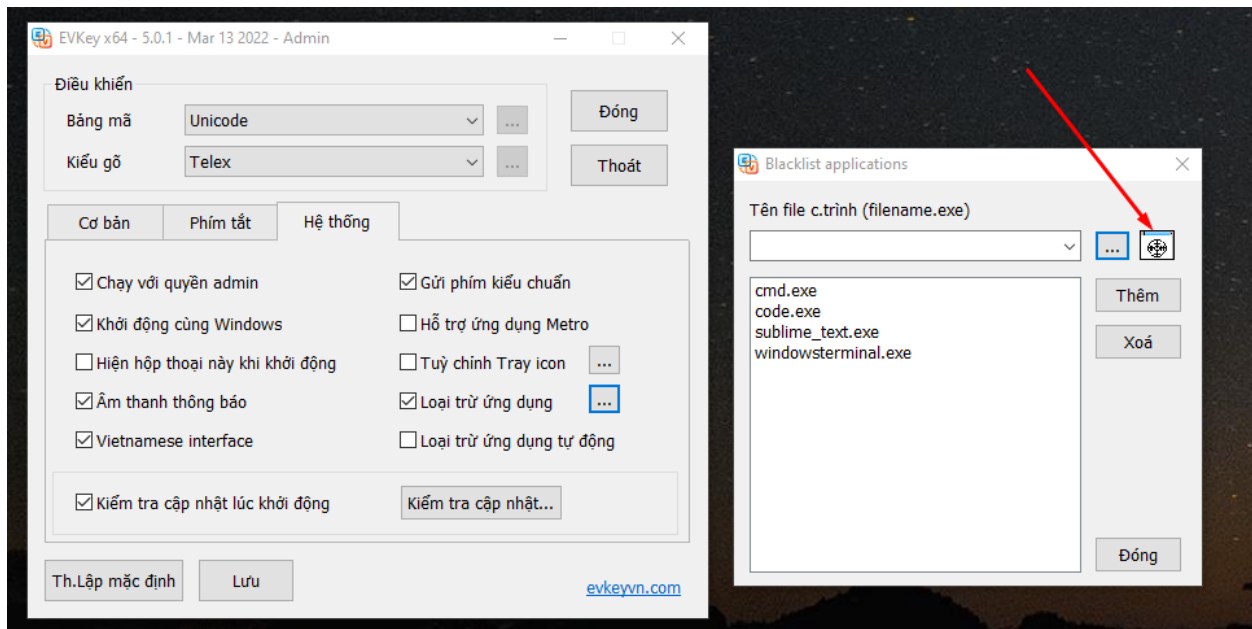 EVKey x64 - 5.0.1 - Mar 13 2022 - Admin
Điều khiển
Bảng mã
Unicode
...
Đóng
Kiểu gõ
Telex
...
Thoát
Cơ bản
Phím tắt
Hệ thống
Chạy với quyền admin
Gửi phím kiểu chuẩn
Khởi động cùng Windows
Hỗ trợ ứng dụng Metro
Hiện hộp thoại này khi khởi động
Tuỳ chỉnh Tray icon
...
Âm thanh thông báo
Loại trừ ứng dụng
...
Vietnamese interface
Loại trừ ứng dụng tự động
Kiểm tra cập nhật lúc khởi động
Kiểm tra cập nhật...
Th.Lập mặc định
Lưu
evkeyvn.com
Blacklist applications
Tên file c.trình (filename.exe)
...
cmd.exe
code.exe
sublime_text.exe
windowsterminal.exe
Thêm
Xoá
Đóng